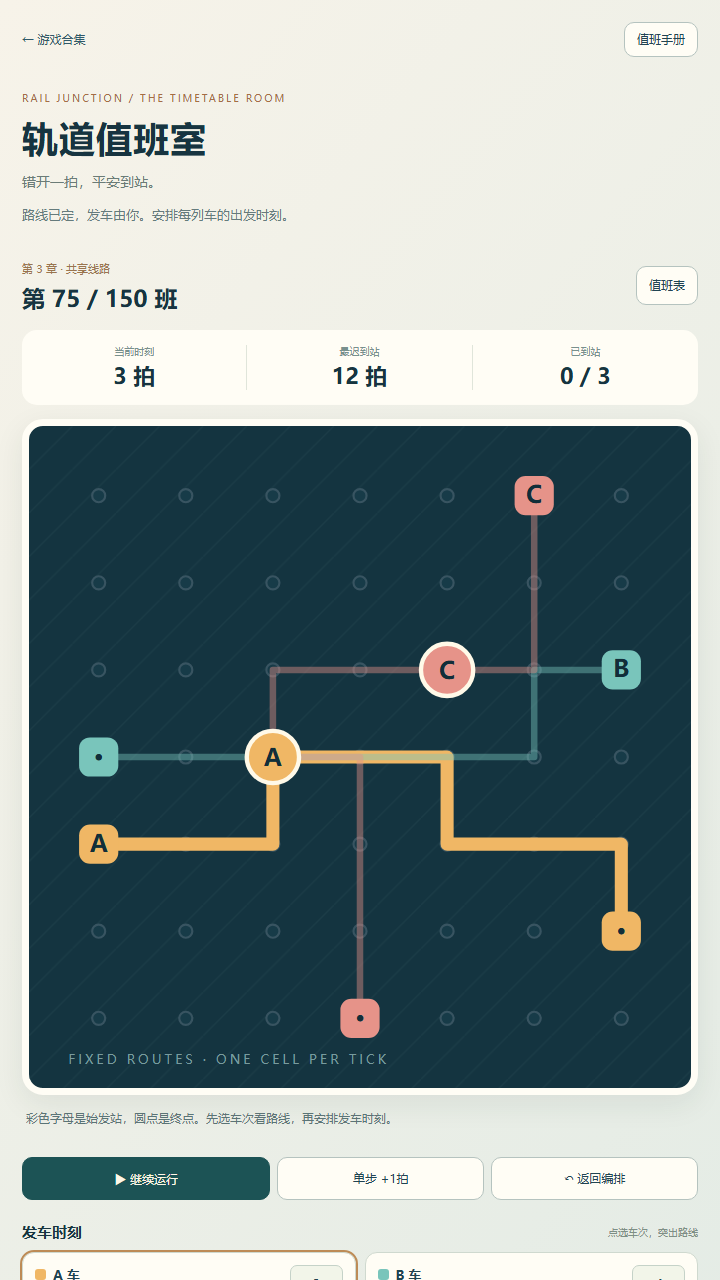 ← 游戏合集
值班手册
RAIL JUNCTION / THE TIMETABLE ROOM
轨道值班室
错开一拍，平安到站。
路线已定，发车由你。安排每列车的出发时刻。
第 3 章 · 共享线路
第 75 / 150 班
值班表
当前时刻
3 拍
最迟到站
12 拍
已到站
0 / 3
C
C
B
A
A
FIXED ROUTES · ONE CELL PER TICK
彩色字母是始发站，圆点是终点。先选车次看路线，再安排发车时刻。
▶ 继续运行
单步 +1拍
↶ 返回编排
发车时刻
点选车次，突出路线
A 车
B 车